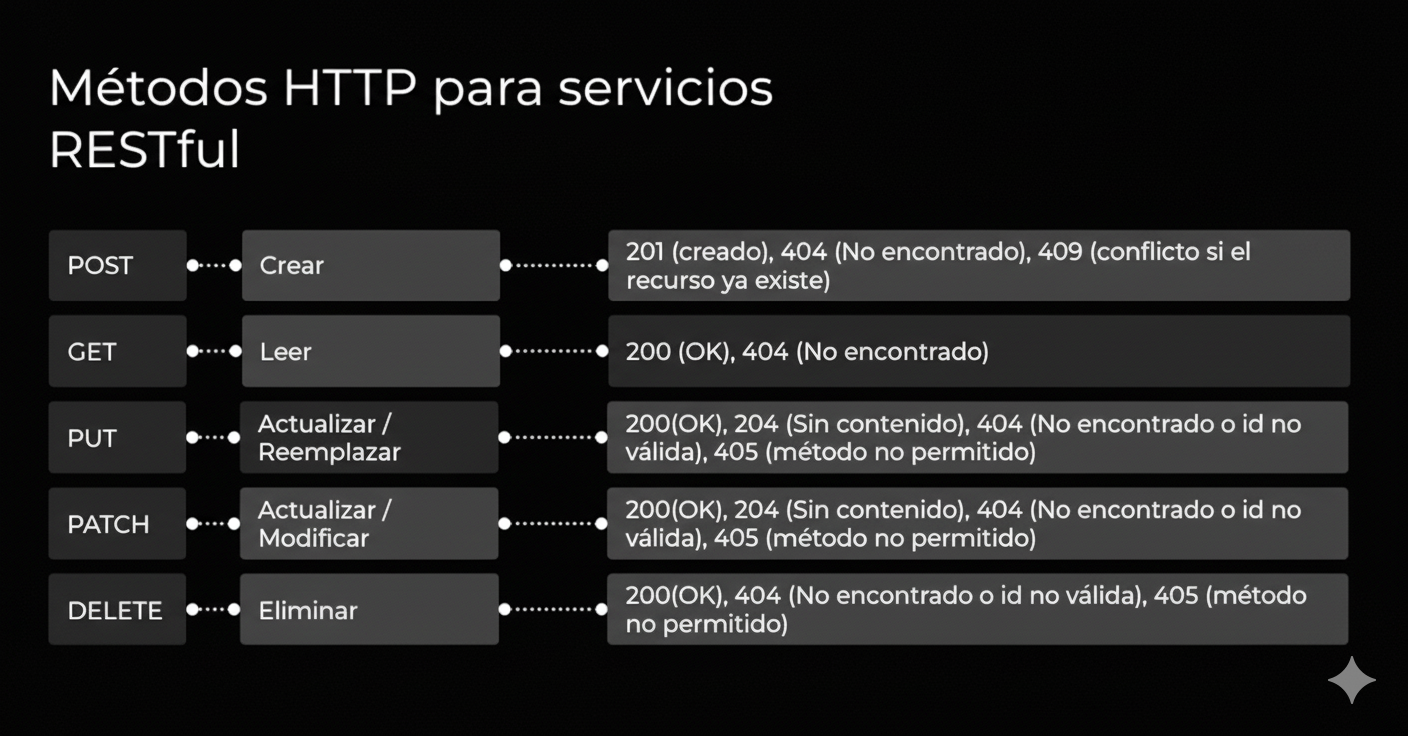 Métodos HTTP para servicios
RESTful
POST
Crear
201 (creado), 404 (No encontrado), 409 (conflicto si el
recurso ya existe)
GET
Leer
200 (OK), 404 (No encontrado)
PUT
Actualizar /
Reemplazar
200(OK), 204 (Sin contenido), 404 (No encontrado o id no
válida), 405 (método no permitido)
PATCH
Actualizar /
Modificar
200(OK), 204 (Sin contenido), 404 (No encontrado o id no
válida), 405 (método no permitido)
DELETE
Eliminar
200(OK), 404 (No encontrado o id no válida), 405 (método
no permitido)